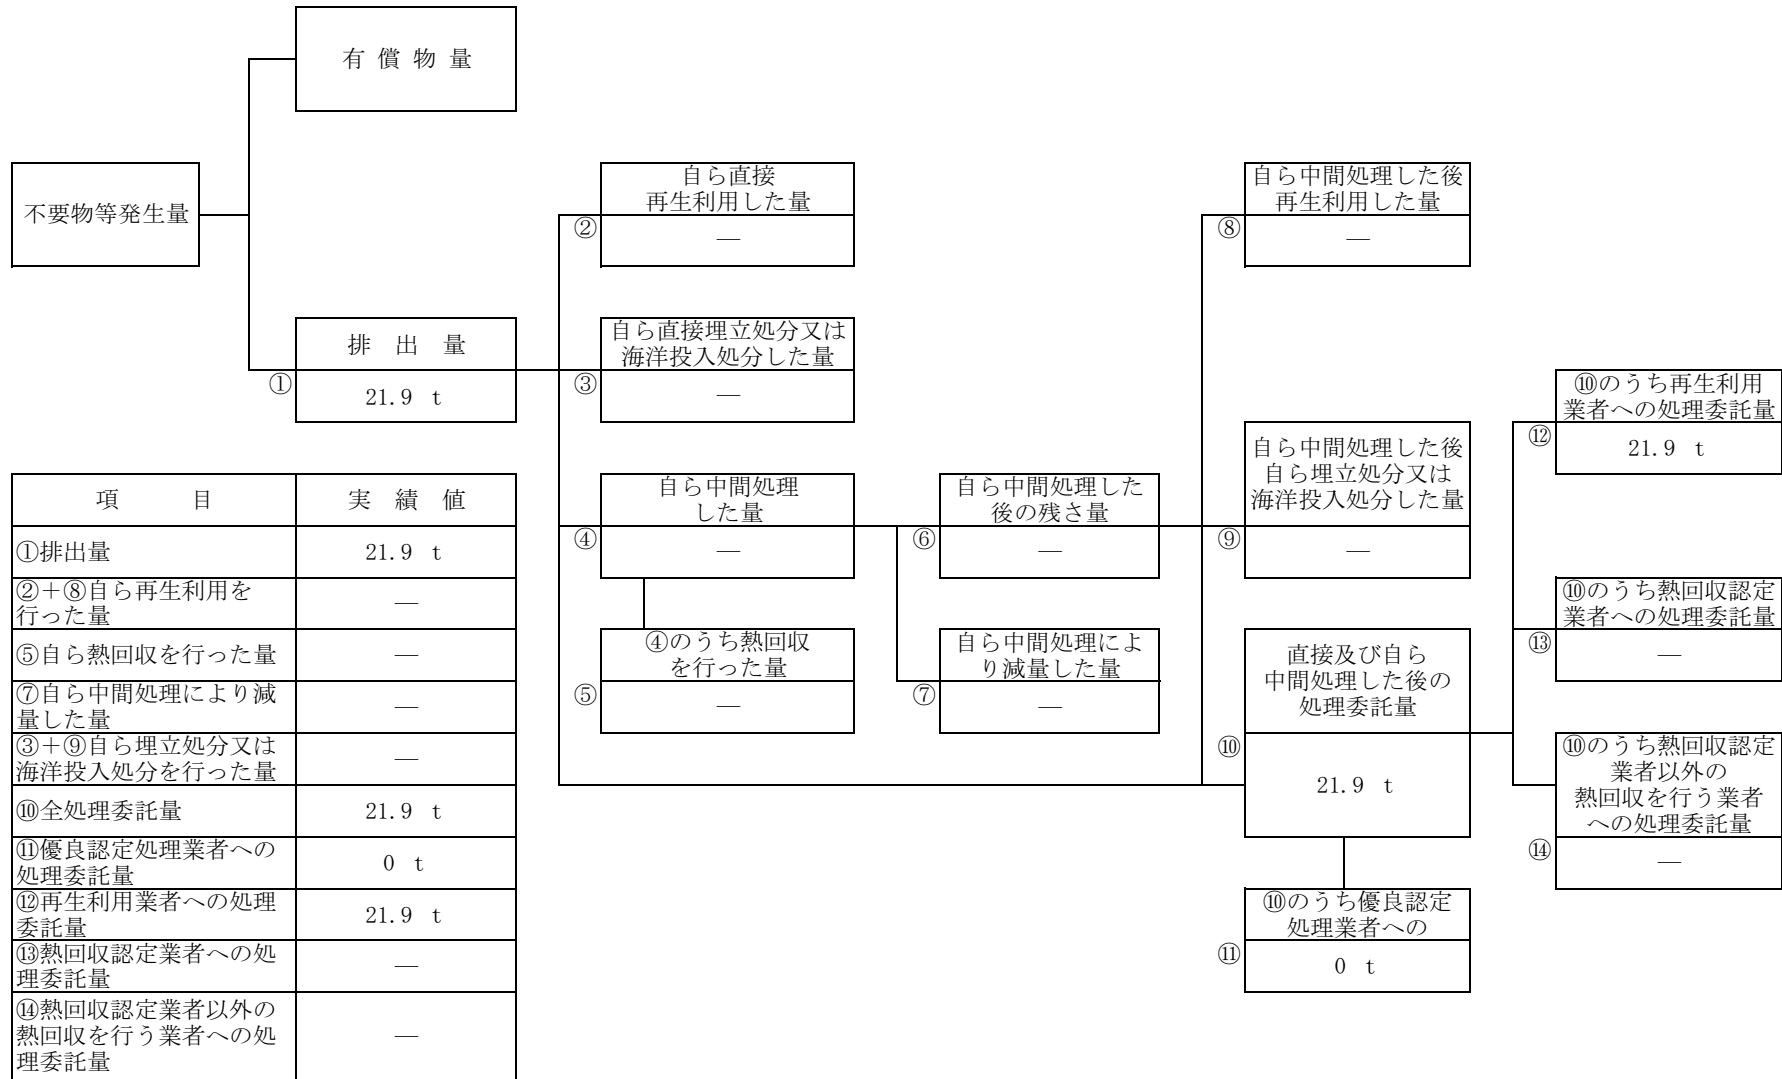 有 償 物 量
不要物等発生量
排 出 量
①
21.9 t
自ら直接
再生利用した量
②
―
自ら直接埋立処分又は
海洋投入処分した量
③
―
自ら中間処理
した量
④
―
④のうち熱回収
を行った量
⑤
―
自ら中間処理した
後の残さ量
⑥
―
自ら中間処理によ
り減量した量
⑦
―
自ら中間処理した後
再生利用した量
⑧
―
自ら中間処理した後
自ら埋立処分又は
海洋投入処分した量
⑨
―
直接及び自ら
中間処理した後の
処理委託量
⑩
21.9 t
⑩のうち優良認定
処理業者への
⑪
0 t
⑩のうち再生利用
業者への処理委託量
⑫
21.9 t
⑩のうち熱回収認定
業者への処理委託量
⑬
―
⑩のうち熱回収認定
業者以外の
熱回収を行う業者
への処理委託量
⑭
―
項 目 実 績 値
①排出量 21.9 t
②＋⑧自ら再生利用を
行った量
―
⑤自ら熱回収を行った量 ―
⑦自ら中間処理により減
量した量
―
③＋⑨自ら埋立処分又は
海洋投入処分を行った量
―
⑩全処理委託量 21.9 t
⑪優良認定処理業者への
処理委託量
0 t
⑫再生利用業者への処理
委託量
21.9 t
⑬熱回収認定業者への処
理委託量
―
⑭熱回収認定業者以外の
熱回収を行う業者への処
理委託量
―